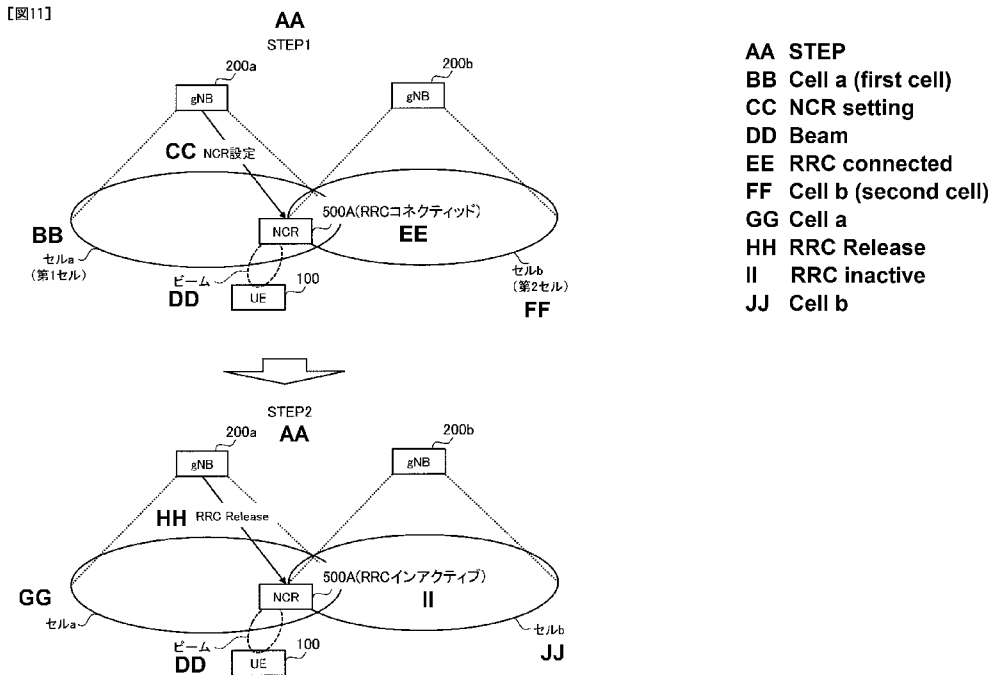 [図11]
AA
STEP1
200a
200b
gNB
gNB
CC NCR設定
500A(RRCコネクティッド)
NCR
EE
BB
セルa
(第1セル)
ビーム
DD
100
UE
セルb
(第2セル)
FF
STEP2
AA
200a
200b
gNB
gNB
HH RRC Release
500A(RRCインアクティブ)
NCR
II
GG
セルa
ビーム
DD
100
UE
セルb
JJ
AA STEP
BB Cell a (first cell)
CC NCR setting
DD Beam
EE RRC connected
FF Cell b (second cell)
GG Cell a
HH RRC Release
II RRC inactive
JJ Cell b